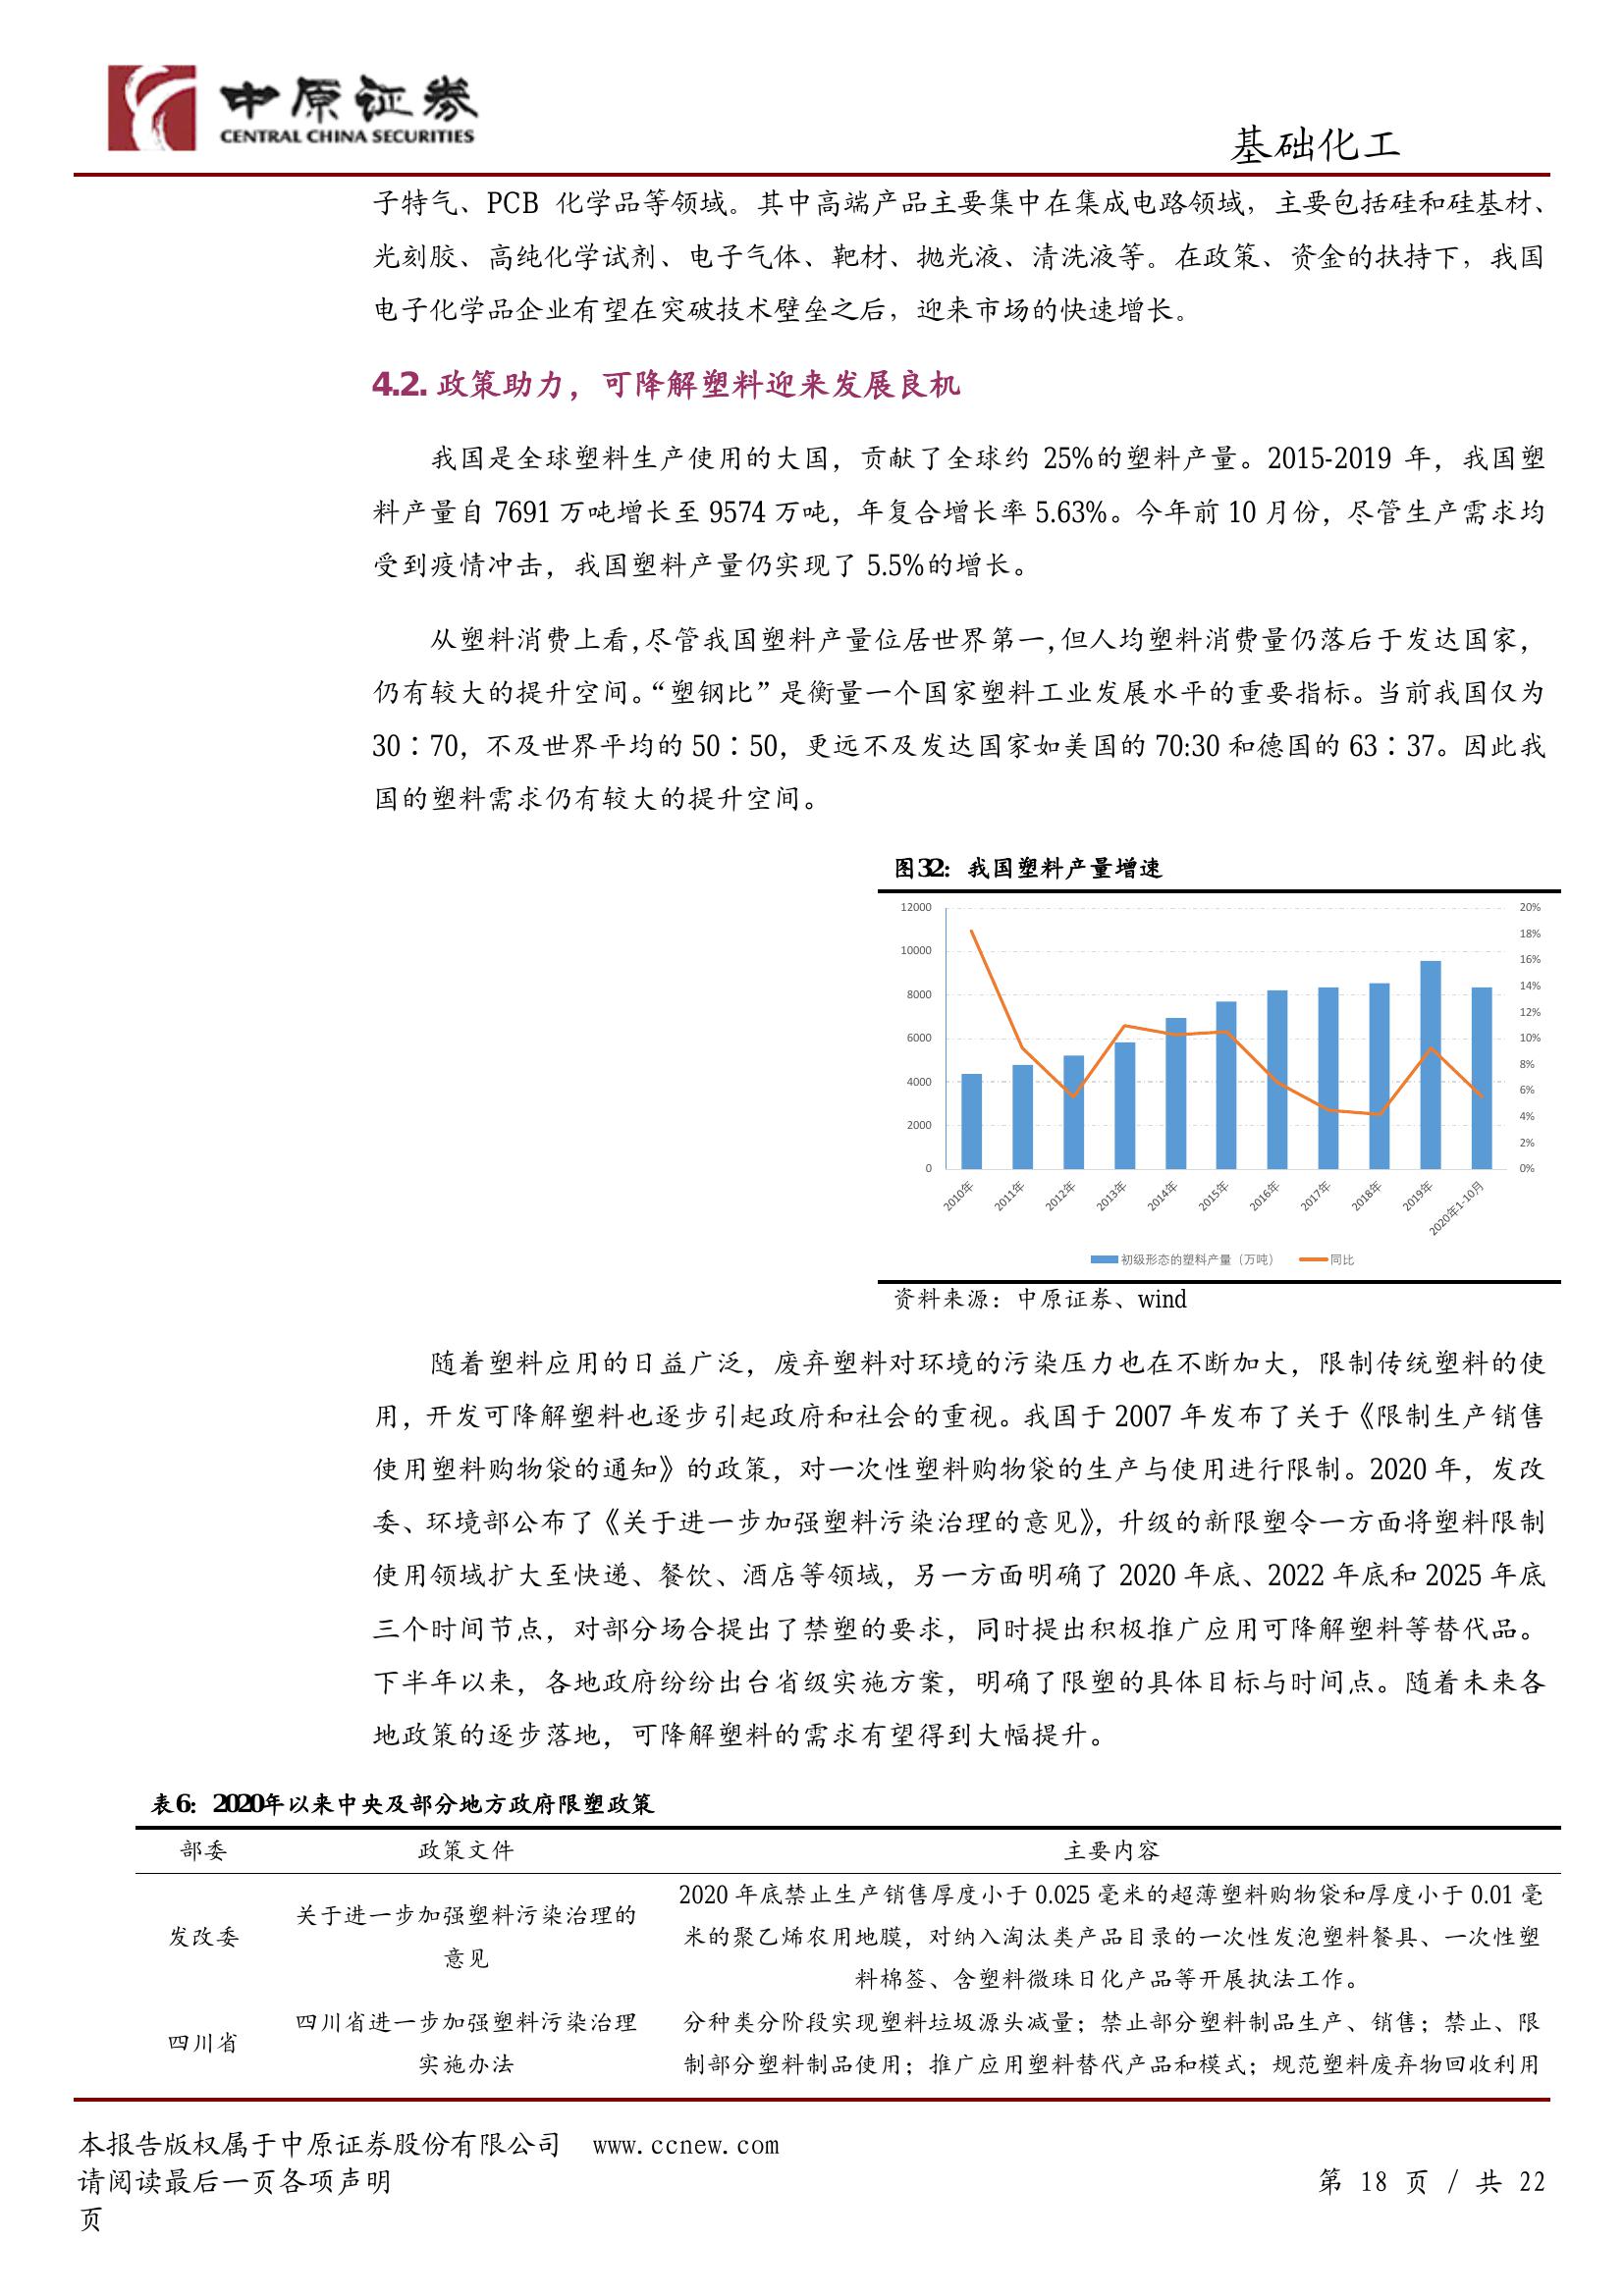 中原证券
CENTRAL CHINA SECURITIES
基础化工
子特气、PCB 化学品等领域。其中高端产品主要集中在集成电路领域，主要包括硅和硅基材、
光刻胶、高纯化学试剂、电子气体、靶材、抛光液、清洗液等。在政策、资金的扶持下，我国
电子化学品企业有望在突破技术壁垒之后，迎来市场的快速增长。
4.2. 政策助力，可降解塑料迎来发展良机
我国是全球塑料生产使用的大国，贡献了全球约 25%的塑料产量。2015-2019 年，我国塑
料产量自 7691 万吨增长至 9574 万吨，年复合增长率 5.63%。今年前 10 月份，尽管生产需求均
受到疫情冲击，我国塑料产量仍实现了 5.5%的增长。
从塑料消费上看，尽管我国塑料产量位居世界第一，但人均塑料消费量仍落后于发达国家，
仍有较大的提升空间。“塑钢比”是衡量一个国家塑料工业发展水平的重要指标。当前我国仅为
30：70，不及世界平均的 50：50，更远不及发达国家如美国的 70:30 和德国的 63：37。因此我
国的塑料需求仍有较大的提升空间。
图32：我国塑料产量增速
12000
10000
8000
6000
4000
2000
0
20%
18%
16%
14%
12%
10%
8%
6%
4%
2%
0%
2010年
2011年
2012年
2013年
2014年
2015年
2016年
2017年
2018年
2019年
2020年1-10月
初级形态的塑料产量（万吨） 同比
资料来源：中原证券、wind
随着塑料应用的日益广泛，废弃塑料对环境的污染压力也在不断加大，限制传统塑料的使
用，开发可降解塑料也逐步引起政府和社会的重视。我国于 2007 年发布了关于《限制生产销售
使用塑料购物袋的通知》的政策，对一次性塑料购物袋的生产与使用进行限制。2020 年，发改
委、环境部公布了《关于进一步加强塑料污染治理的意见》，升级的新限塑令一方面将塑料限制
使用领域扩大至快递、餐饮、酒店等领域，另一方面明确了 2020 年底、2022 年底和 2025 年底
三个时间节点，对部分场合提出了禁塑的要求，同时提出积极推广应用可降解塑料等替代品。
下半年以来，各地政府纷纷出台省级实施方案，明确了限塑的具体目标与时间点。随着未来各
地政策的逐步落地，可降解塑料的需求有望得到大幅提升。
表6：2020年以来中央及部分地方政府限塑政策
部委 政策文件 主要内容
发改委
关于进一步加强塑料污染治理的
意见
2020 年底禁止生产销售厚度小于 0.025 毫米的超薄塑料购物袋和厚度小于 0.01 毫
米的聚乙烯农用地膜，对纳入淘汰类产品目录的一次性发泡塑料餐具、一次性塑
料棉签、含塑料微珠日化产品等开展执法工作。
四川省
四川省进一步加强塑料污染治理
实施办法
分种类分阶段实现塑料垃圾源头减量；禁止部分塑料制品生产、销售；禁止、限
制部分塑料制品使用；推广应用塑料替代产品和模式；规范塑料废弃物回收利用
本报告版权属于中原证券股份有限公司 www.ccnew.com
请阅读最后一页各项声明 第 18 页 / 共 22
页